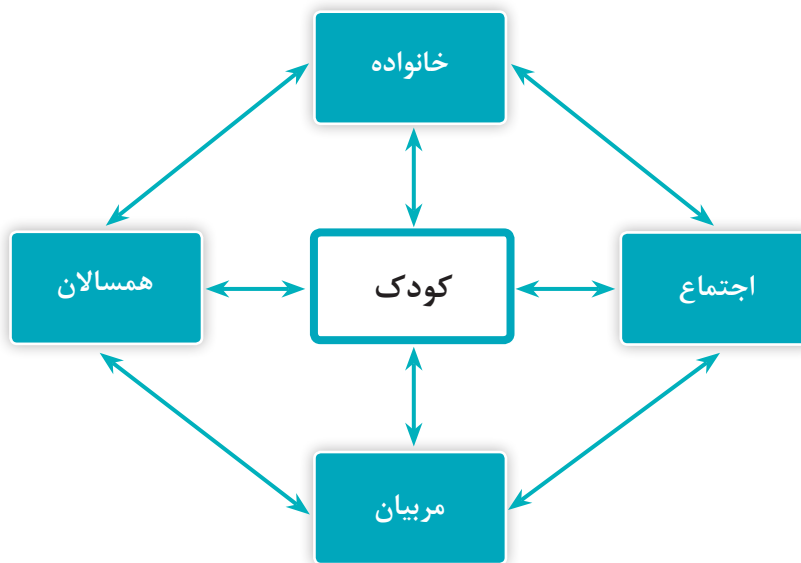 خانواده
اجتماع
کودک
همسالان
مربیان